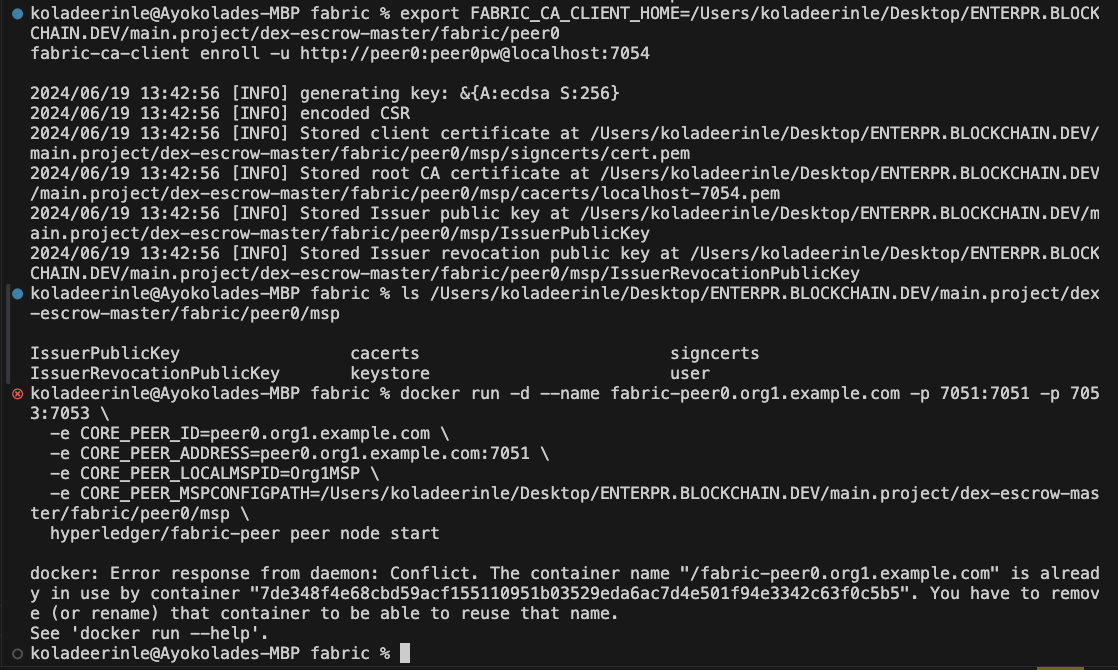 koladeerinle@Ayokolades-MBP fabric % export FABRIC_CA_CLIENT_HOME=/Users/koladeerinle/Desktop/ENTERPR.BLOCK
CHAIN.DEV/main.project/dex-escrow-master/fabric/peer0
fabric-ca-client enroll -u http://peer0:peer0pw@localhost:7054
2024/06/19 13:42:56 [INFO] generating key: &{A:ecdsa S:256}
2024/06/19 13:42:56 [INFO] encoded CSR
2024/06/19 13:42:56 [INFO] Stored client certificate at /Users/koladeerinle/Desktop/ENTERPR.BLOCKCHAIN.DEV/
main.project/dex-escrow-master/fabric/peer0/msp/signcerts/cert.pem
2024/06/19 13:42:56 [INFO] Stored root CA certificate at /Users/koladeerinle/Desktop/ENTERPR.BLOCKCHAIN.DEV
/main.project/dex-escrow-master/fabric/peer0/msp/cacerts/localhost-7054.pem
2024/06/19 13:42:56 [INFO] Stored Issuer public key at /Users/koladeerinle/Desktop/ENTERPR.BLOCKCHAIN.DEV/m
ain.project/dex-escrow-master/fabric/peer0/msp/IssuerPublicKey
2024/06/19 13:42:56 [INFO] Stored Issuer revocation public key at /Users/koladeerinle/Desktop/ENTERPR.BLOCK
CHAIN.DEV/main.project/dex-escrow-master/fabric/peer0/msp/IssuerRevocationPublicKey
koladeerinle@Ayokolades-MBP fabric % ls /Users/koladeerinle/Desktop/ENTERPR.BLOCKCHAIN.DEV/main.project/dex
-escrow-master/fabric/peer0/msp
IssuerPublicKey cacerts signcerts
IssuerRevocationPublicKey keystore user
koladeerinle@Ayokolades-MBP fabric % docker run -d --name fabric-peer0.org1.example.com -p 7051:7051 -p 705
3:7053 \
-e CORE_PEER_ID=peer0.org1.example.com \
-e CORE_PEER_ADDRESS=peer0.org1.example.com:7051 \
-e CORE_PEER_LOCALMSPID=Org1MSP \
-e CORE_PEER_MSPCONFIGPATH=/Users/koladeerinle/Desktop/ENTERPR.BLOCKCHAIN.DEV/main.project/dex-escrow-mas
ter/fabric/peer0/msp \
hyperledger/fabric-peer peer node start
docker: Error response from daemon: Conflict. The container name "/fabric-peer0.org1.example.com" is alread
y in use by container "7de348f4e68cbd59acf155110951b03529eda6ac7d4e501f94e3342c63f0c5b5". You have to remov
e (or rename) that container to be able to reuse that name.
See 'docker run --help'.
koladeerinle@Ayokolades-MBP fabric %